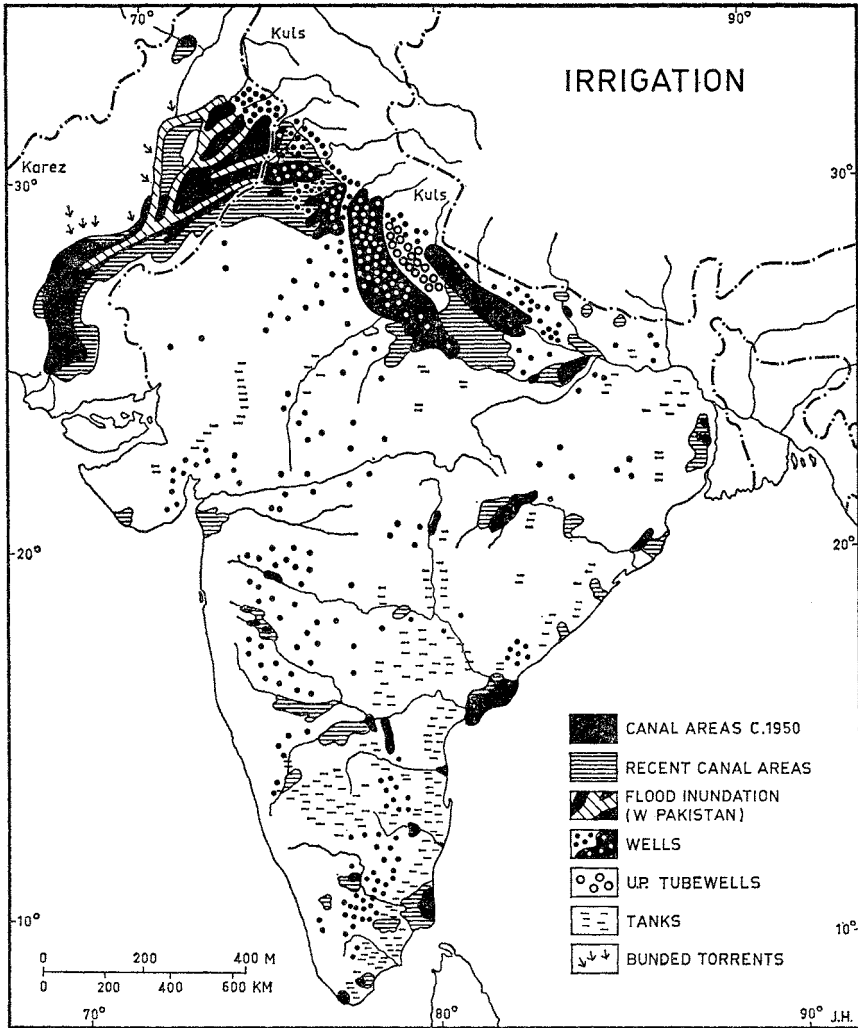 70°
90°
Kuls
IRRIGATION
Karez
30°
30°
Kuls
20°
20°
CANAL AREAS C.1950
RECENT CANAL AREAS
FLOOD INUNDATION
(W PAKISTAN)
WELLS
U.P. TUBEWELLS
TANKS
BUNDED TORRENTS
10°
10°
0 200 400 M
0 200 400 600 KM
70°
80°
90°
J.H.